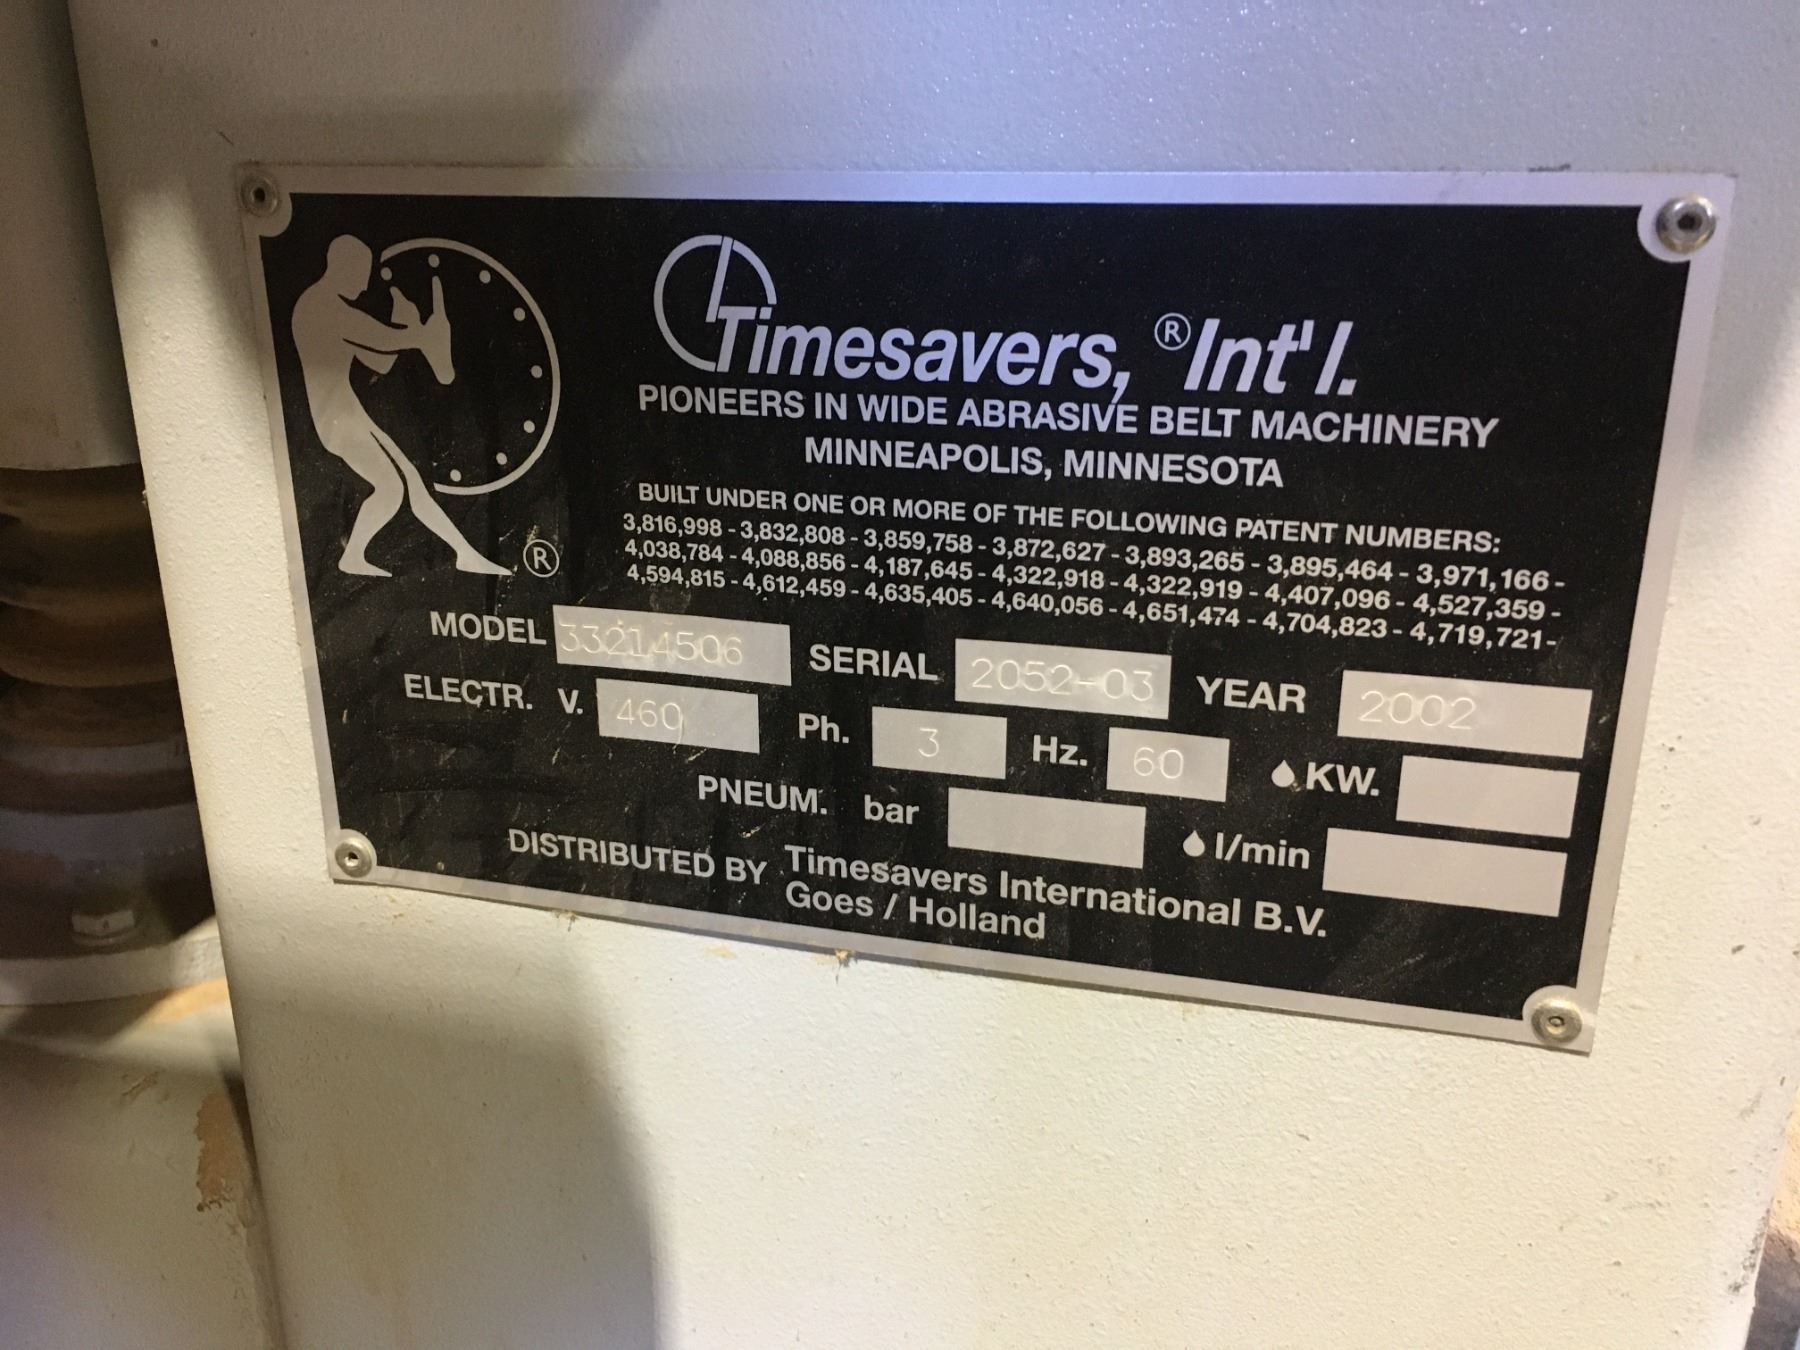 Timesavers, ® Int'l.
PIONEERS IN WIDE ABRASIVE BELT MACHINERY
MINNEAPOLIS, MINNESOTA
BUILT UNDER ONE OR MORE OF THE FOLLOWING PATENT NUMBERS:
3,816,998 - 3,832,808 - 3,859,758 - 3,872,627 - 3,893,265 - 3,895,464 - 3,971,166 -
4,038,784 - 4,088,856 - 4,187,645 - 4,322,918 - 4,322,919 - 4,407,096 - 4,527,359 -
4,594,815 - 4,612,459 - 4,635,405 - 4,640,056 - 4,651,474 - 4,704,823 - 4,719,721-
®
MODEL 33214506 SERIAL 2052-03 YEAR 2002
ELECTR. V. 460 Ph. 3 Hz. 60 KW.
PNEUM. bar l/min
DISTRIBUTED BY Timesavers International B.V.
Goes / Holland